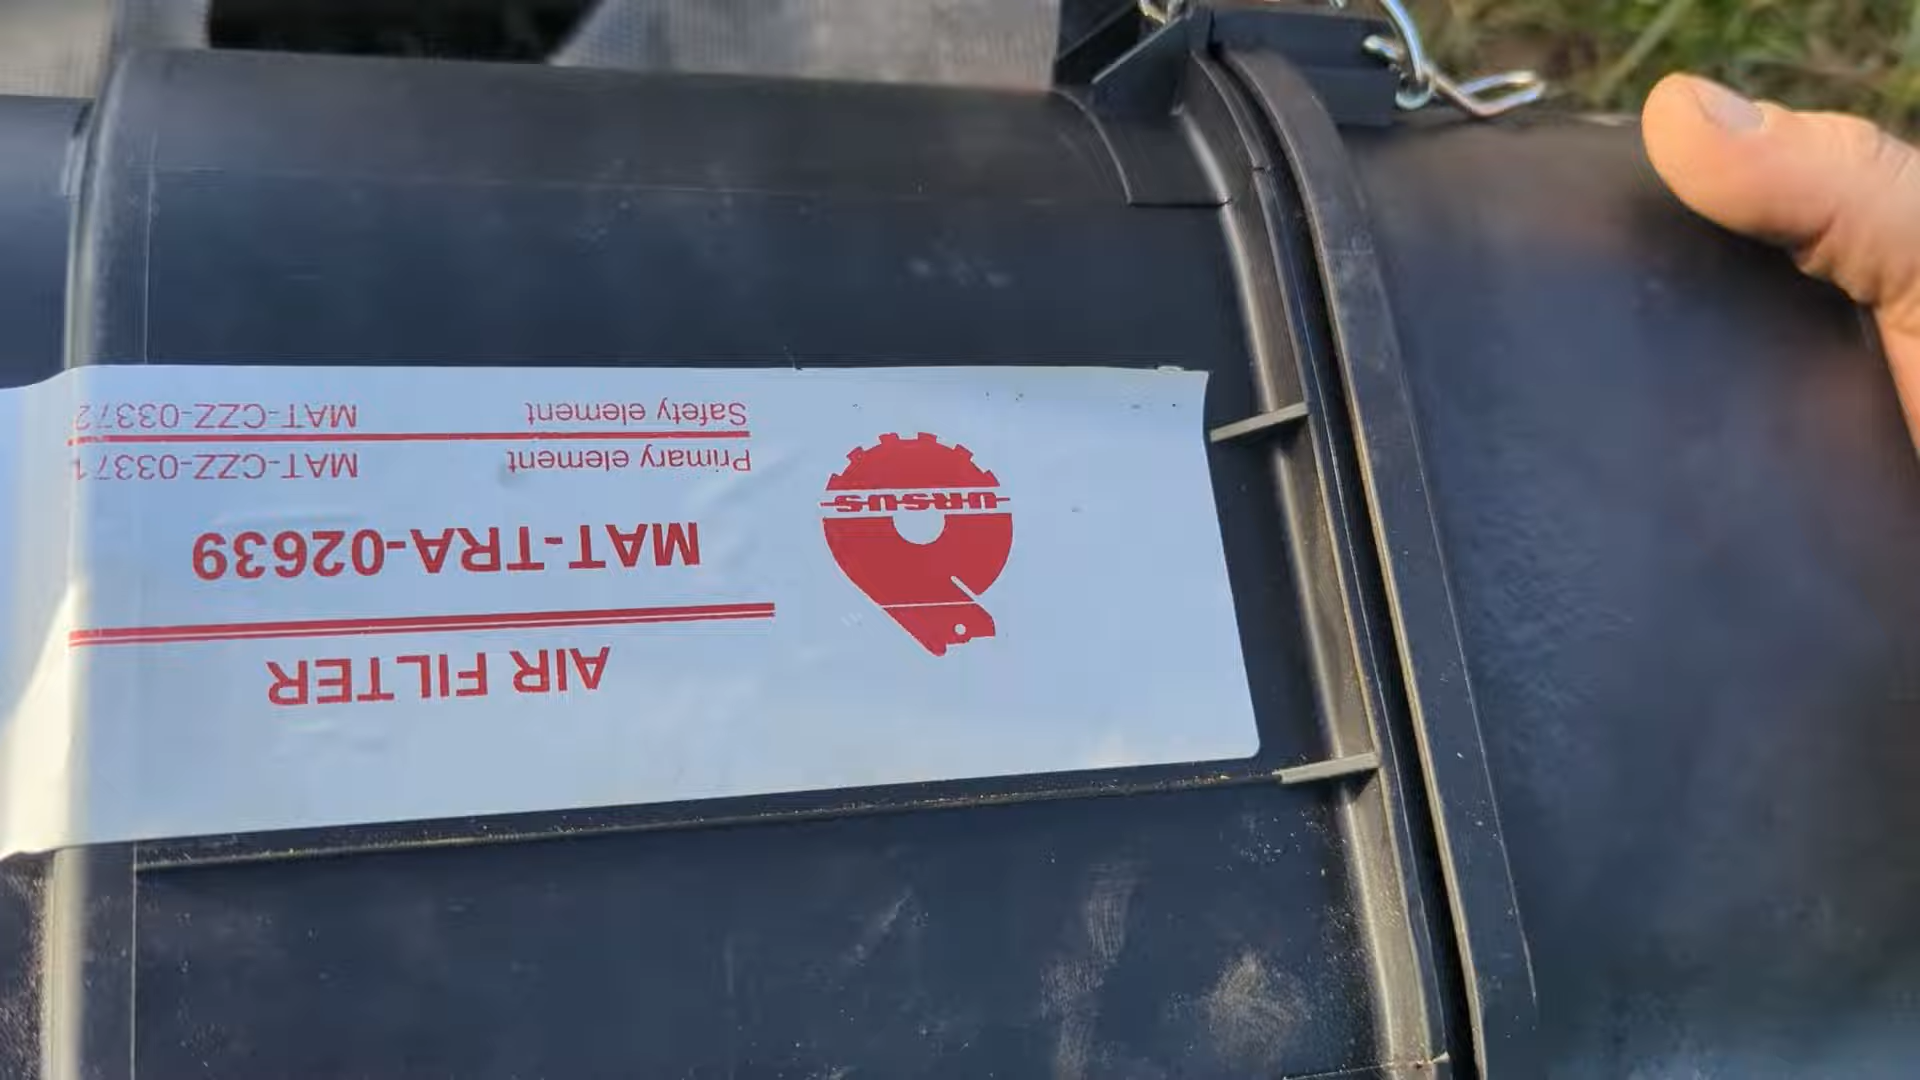 AIR FILTER
MAT-TRA-02639
Primary element MAT-CZZ-03371
Safety element MAT-CZZ-03372
URSUS